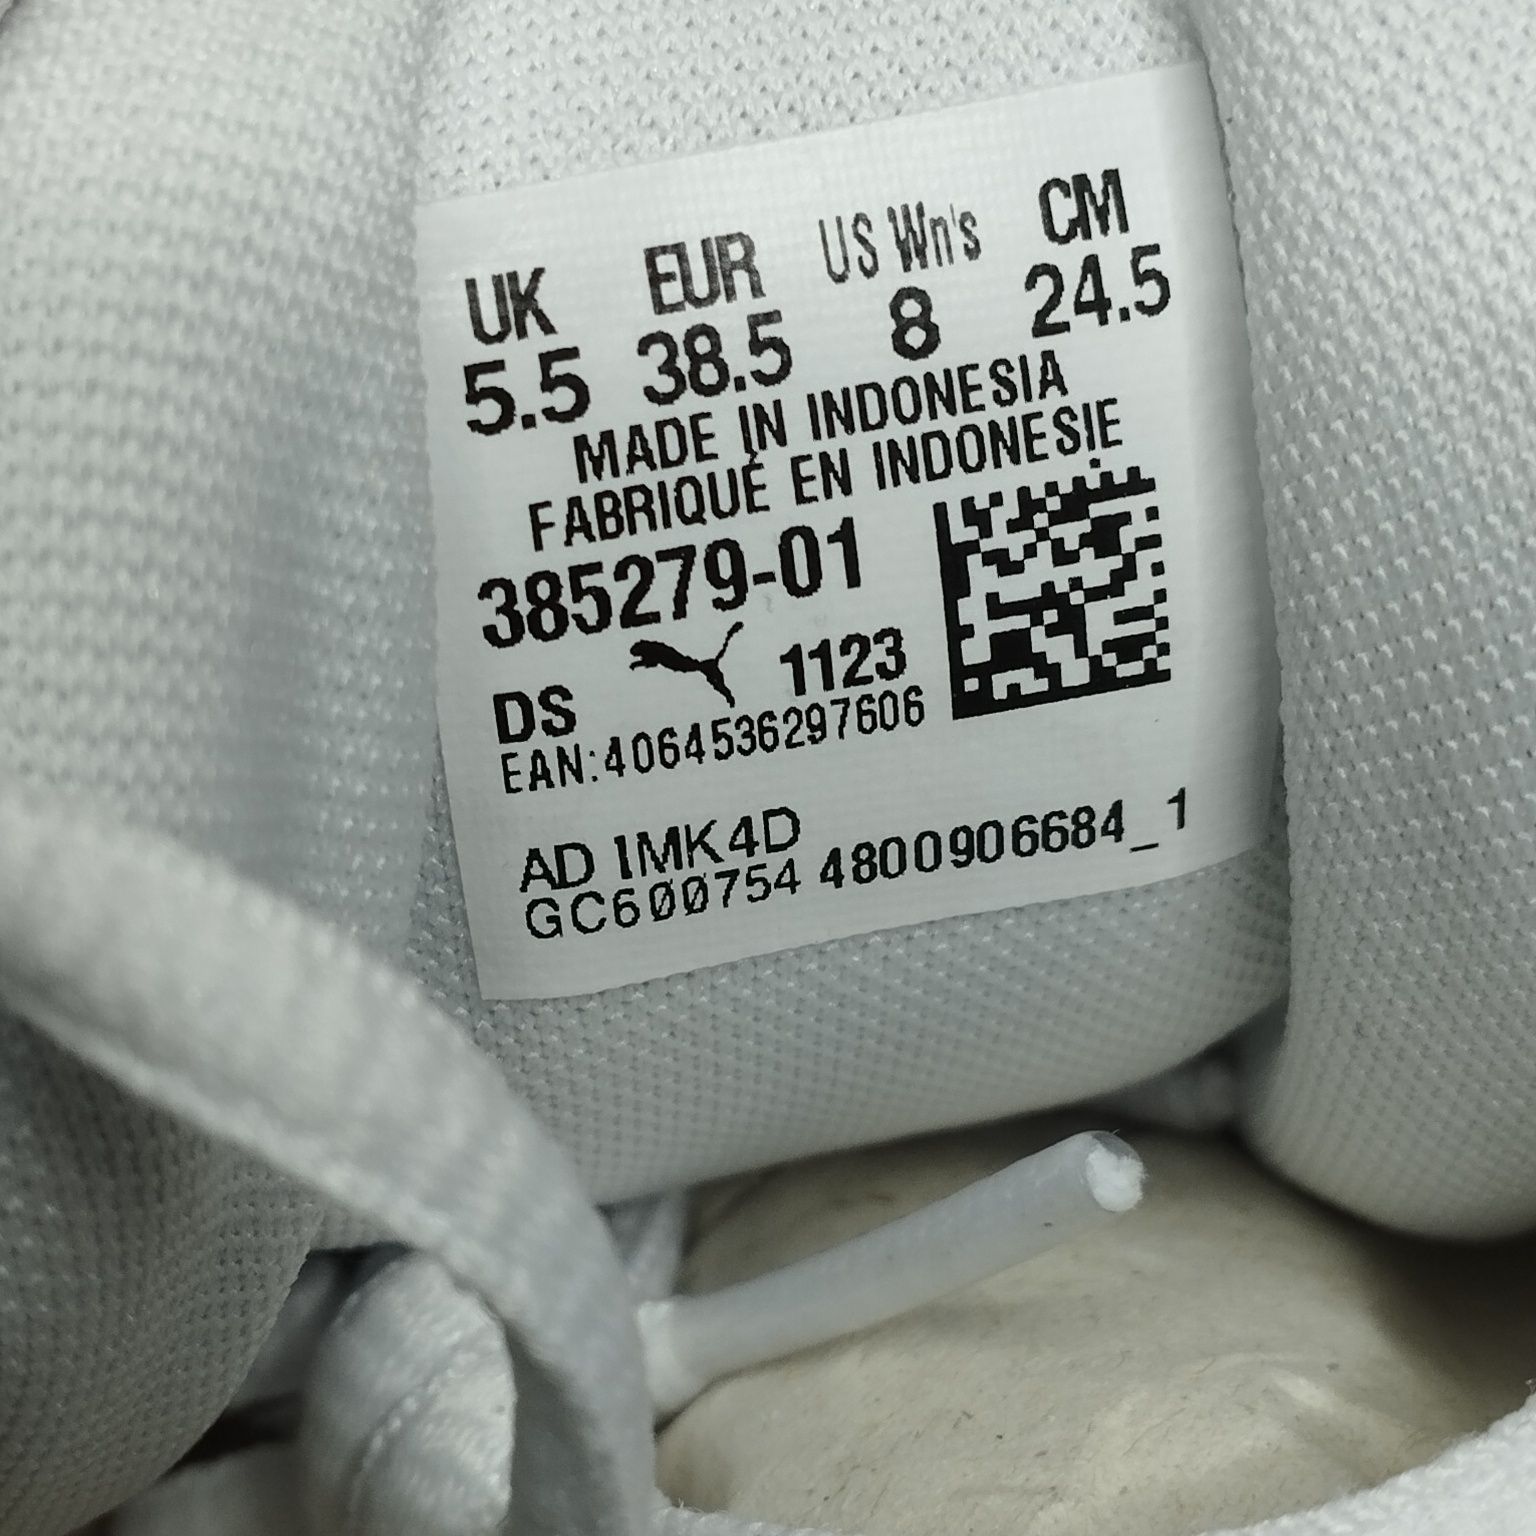 UK EUR US Wn's CM
5.5 38.5 8 24.5
MADE IN INDONESIA
FABRIQUÉ EN INDONESIE
385279-01
DS 1123
EAN:4064536297606
AD 1MK4D
GC600754 4800906684_1